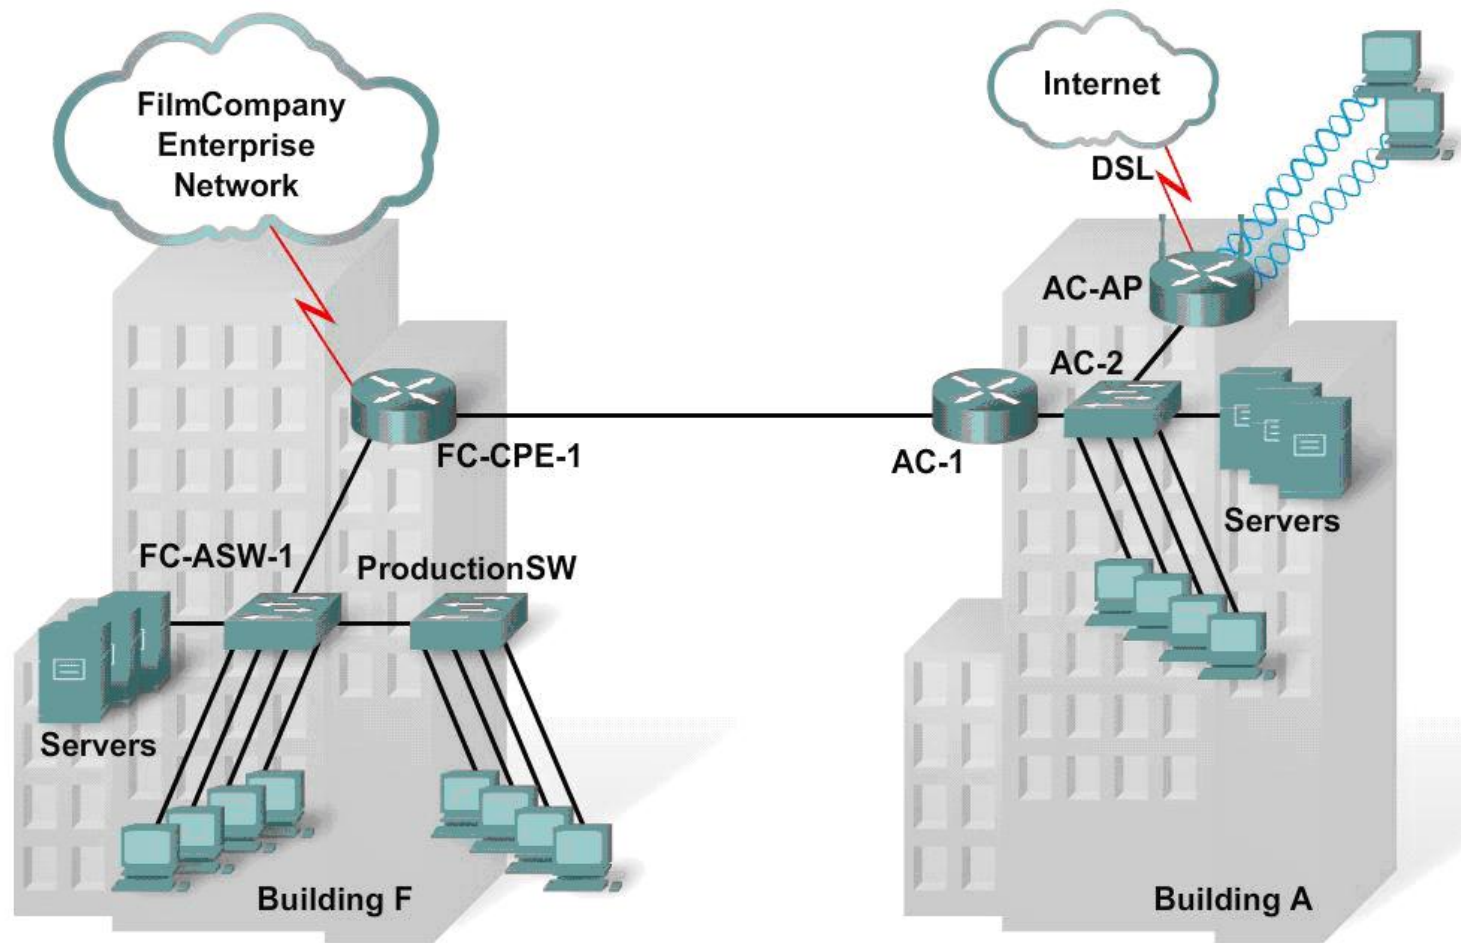 FilmCompany
Enterprise
Network
Internet
DSL
AC-AP
AC-2
FC-CPE-1
AC-1
Servers
FC-ASW-1
ProductionSW
Servers
Building F
Building A